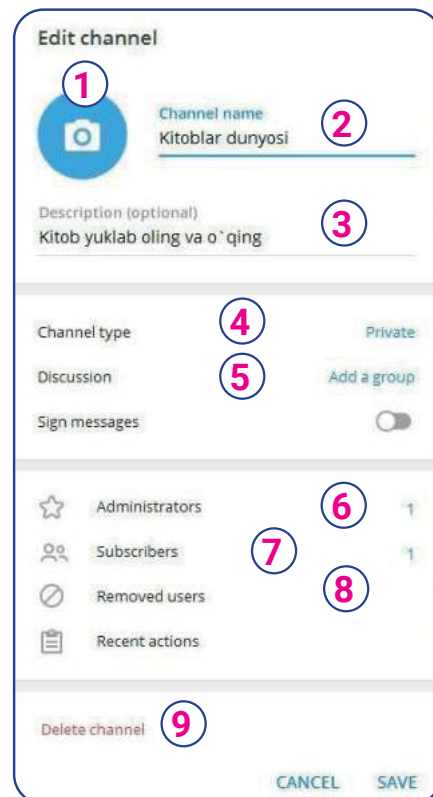 Edit channel
1
Channel name
Kitoblar dunyosi
2
Description (optional)
Kitob yuklab oling va o`qing
3
Channel type 4 Private
Discussion 5 Add a group
Sign messages
Administrators 6 1
Subscribers 7 1
Removed users 8
Recent actions
Delete channel 9
CANCEL SAVE